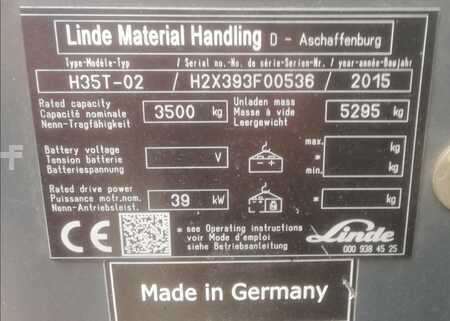 Linde Material Handling D - Aschaffenburg
Type-Modèle-Typ / Serial no.-No. de série-Serien-Nr. / year-année-Baujahr
H35T-02 / H2X393F00536 / 2015
Rated capacity
Capacité nominale
Nenn-Tragfähigkeit
3500 kg
Unladen mass
Masse à vide
Leergewicht
5295 kg
Battery voltage
Tension batterie
Batteriespannung
V
max.
* kg
min.
Rated drive power
Puissance motr.nom.
Nenn-Antriebsleist.
39 kW
* kg
CE
* see Operating instructions
voir Mode d'emploi
siehe Betriebsanleitung
Linde
000 938 45 25
Made in Germany